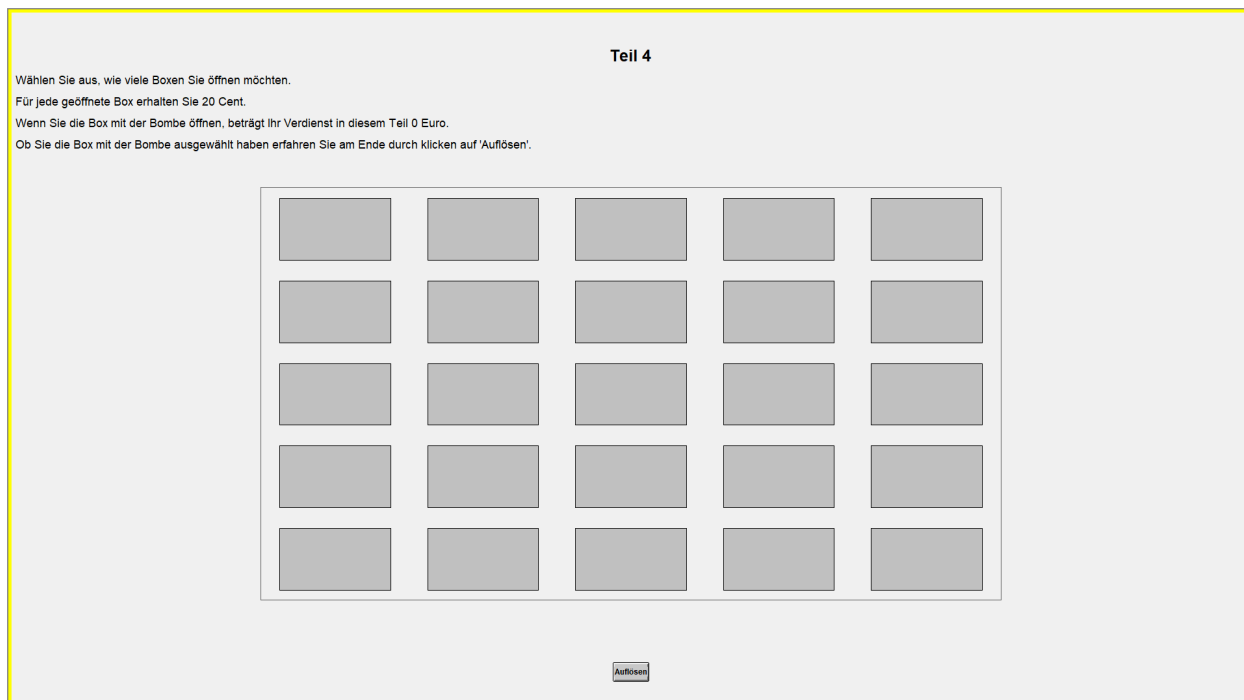 Teil 4
Wählen Sie aus, wie viele Boxen Sie öffnen möchten.
Für jede geöffnete Box erhalten Sie 20 Cent.
Wenn Sie die Box mit der Bombe öffnen, beträgt Ihr Verdienst in diesem Teil 0 Euro.
Ob Sie die Box mit der Bombe ausgewählt haben erfahren Sie am Ende durch klicken auf 'Auflösen'.
Auflösen